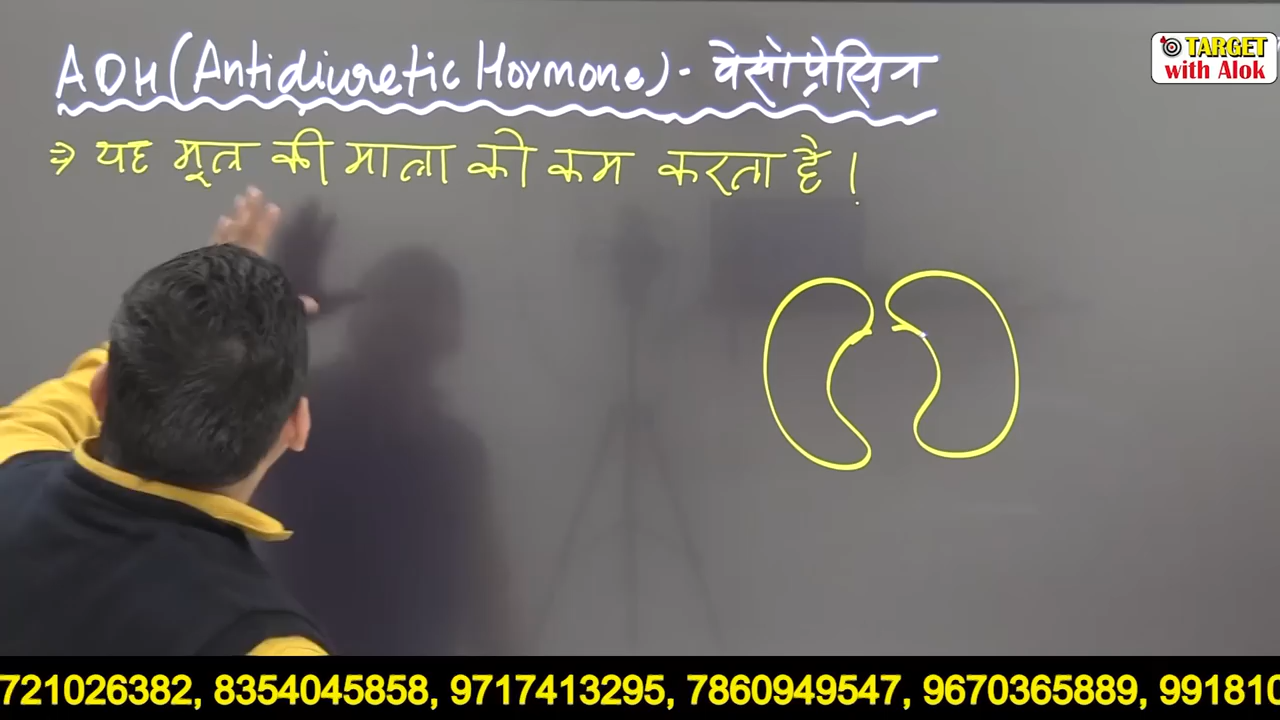 ADH (Antidiuretic Hormone) - वेसोप्रेसिन
⇒ यह मूत्र की मात्रा को कम करता है।
TARGET
with Alok
721026382, 8354045858, 9717413295, 7860949547, 9670365889, 991810